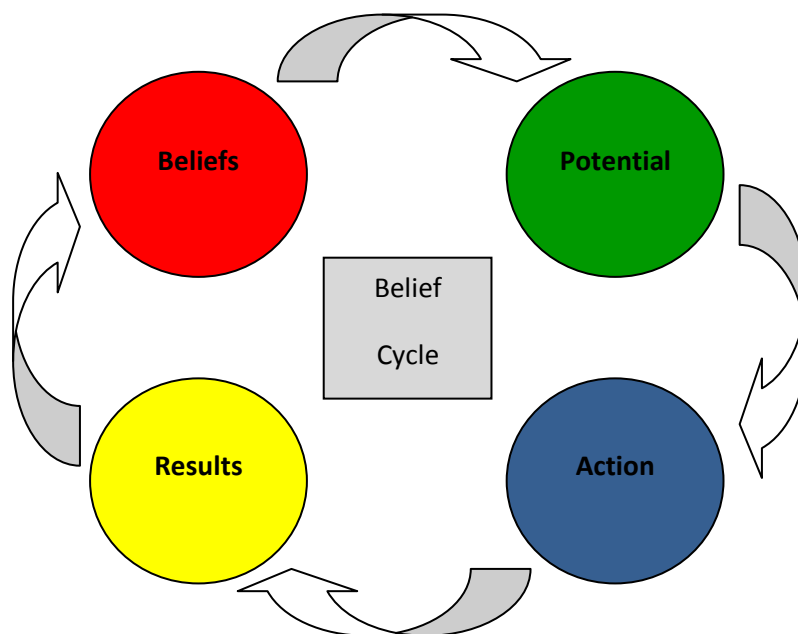 Beliefs
Potential
Belief
Cycle
Results
Action